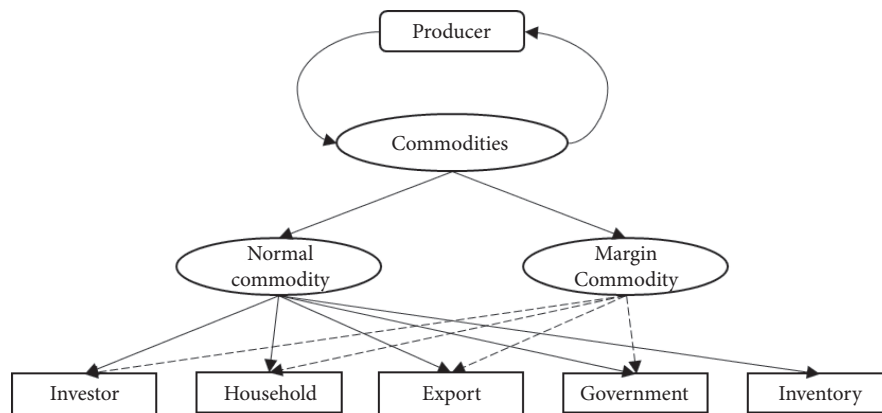 Producer
Commodities
Normal
commodity
Margin
Commodity
Investor
Household
Export
Government
Inventory